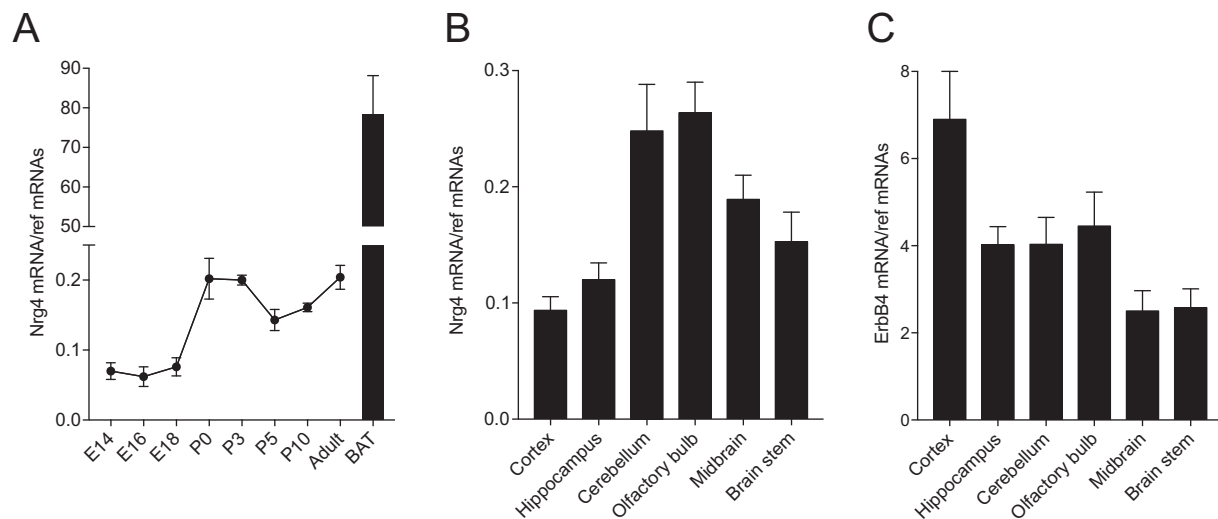 A
Nrg4 mRNA/ref mRNAs
90
80
70
60
50
0.2
0.1
0.0
E14
E16
E18
P0
P3
P5
P10
Adult
BAT
B
Nrg4 mRNA/ref mRNAs
0.3
0.2
0.1
0.0
Cortex
Hippocampus
Cerebellum
Olfactory bulb
Midbrain
Brain stem
C
ErbB4 mRNA/ref mRNAs
8
6
4
2
0
Cortex
Hippocampus
Cerebellum
Olfactory bulb
Midbrain
Brain stem